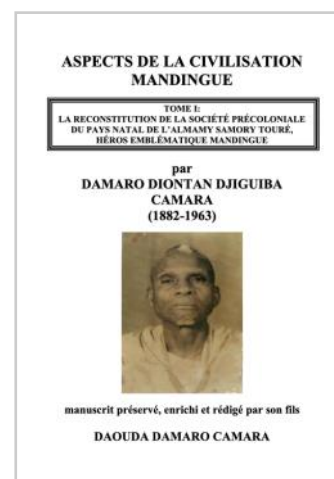 ASPECTS DE LA CIVILISATION
MANDINGUE
TOME I:
LA RECONSTITUTION DE LA SOCIÉTÉ PRÉCOLONIALE
DU PAYS NATAL DE L'ALMAMY SAMORY TOURÉ,
HÉROS EMBLÉMATIQUE MANDINGUE
par
DAMARO DIONTAN DJIGUIBA
CAMARA
(1882-1963)
manuscrit préservé, enrichi et rédigé par son fils
DAOUDA DAMARO CAMARA